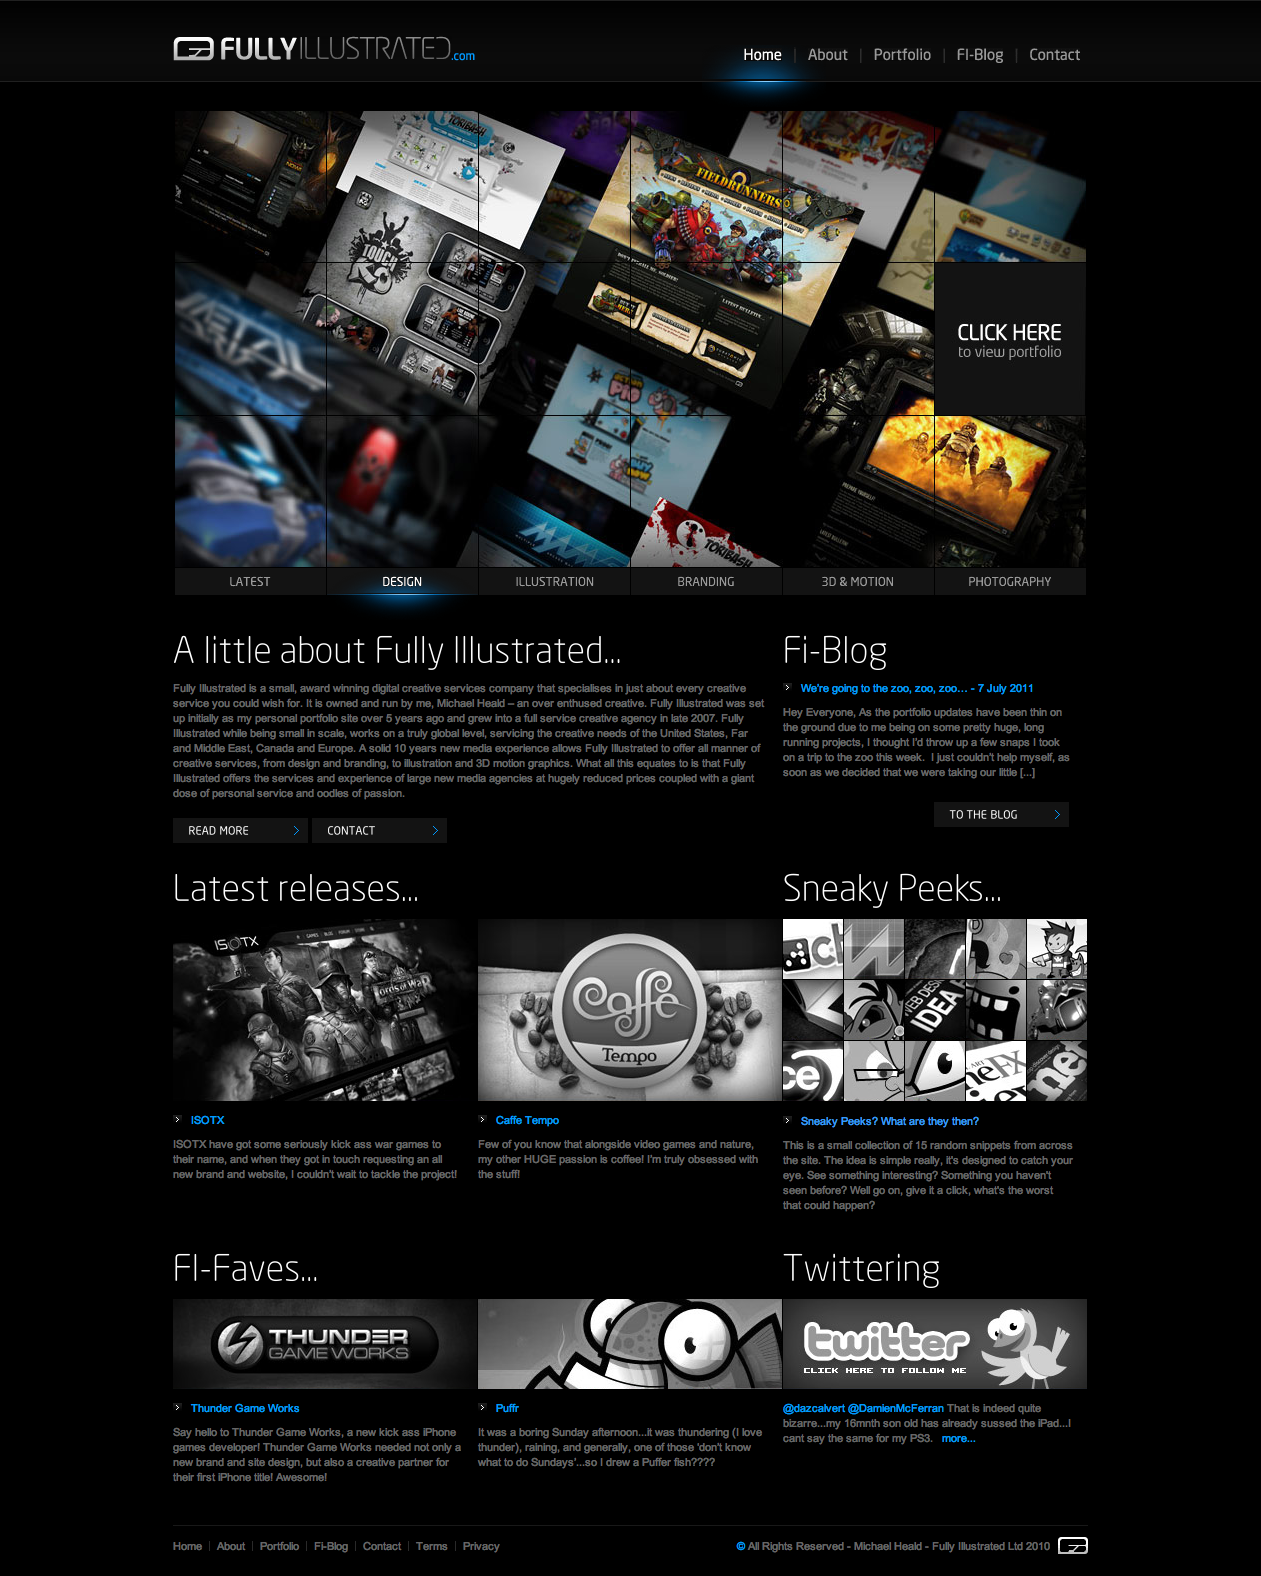 FULLYILLUSTRATED.com
Home
About
Portfolio
FI-Blog
Contact
TORIBASH
FIELDRUNNERS
TOUCH
CLICK HERE
to view portfolio
TORIBASH
LATEST
DESIGN
ILLUSTRATION
BRANDING
3D & MOTION
PHOTOGRAPHY
A little about Fully Illustrated...
Fully Illustrated is a small, award winning digital creative services company that specialises in just about every creative
service you could wish for. It is owned and run by me, Michael Heald – an over enthused creative. Fully Illustrated was set
up initially as my personal portfolio site over 5 years ago and grew into a full service creative agency in late 2007. Fully
Illustrated while being small in scale, works on a truly global level, servicing the creative needs of the United States, Far
and Middle East, Canada and Europe. A solid 10 years new media experience allows Fully Illustrated to offer all manner of
creative services, from design and branding, to illustration and 3D motion graphics. What all this equates to is that Fully
Illustrated offers the services and experience of large new media agencies at hugely reduced prices coupled with a giant
dose of personal service and oodles of passion.
READ MORE
CONTACT
Fi-Blog
We're going to the zoo, zoo, zoo… - 7 July 2011
Hey Everyone, As the portfolio updates have been thin on
the ground due to me being on some pretty huge, long
running projects, I thought I'd throw up a few snaps I took
on a trip to the zoo this week.  I just couldn't help myself, as
soon as we decided that we were taking our little [...]
TO THE BLOG
Latest releases...
ISOTX
Lords of War
Caffe
Tempo
ISOTX
ISOTX have got some seriously kick ass war games to
their name, and when they got in touch requesting an all
new brand and website, I couldn't wait to tackle the project!
Caffe Tempo
Few of you know that alongside video games and nature,
my other HUGE passion is coffee! I'm truly obsessed with
the stuff!
Sneaky Peeks...
WEB DES
IDEA
ce
neFX
ne
Sneaky Peeks? What are they then?
This is a small collection of 15 random snippets from across
the site. The idea is simple really, it's designed to catch your
eye. See something interesting? Something you haven't
seen before? Well go on, give it a click, what's the worst
that could happen?
FI-Faves...
THUNDER
GAME WORKS
Thunder Game Works
Say hello to Thunder Game Works, a new kick ass iPhone
games developer! Thunder Game Works needed not only a
new brand and site design, but also a creative partner for
their first iPhone title! Awesome!
Puffr
It was a boring Sunday afternoon...it was thundering (I love
thunder), raining, and generally, one of those 'don't know
what to do Sundays'...so I drew a Puffer fish????
Twittering
twitter
CLICK HERE TO FOLLOW ME
@dazcalvert @DamienMcFerran That is indeed quite
bizarre...my 16mnth son old has already sussed the iPad...I
cant say the same for my PS3.  more...
Home
About
Portfolio
Fi-Blog
Contact
Terms
Privacy
© All Rights Reserved - Michael Heald - Fully Illustrated Ltd 2010